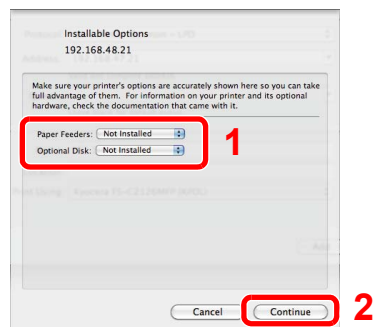 Installable Options
192.168.48.21
Make sure your printer's options are accurately shown here so you can take
full advantage of them. For information on your printer and its optional
hardware, check the documentation that came with it.
Paper Feeders: Not Installed
1
Optional Disk: Not Installed
Cancel
Continue
2